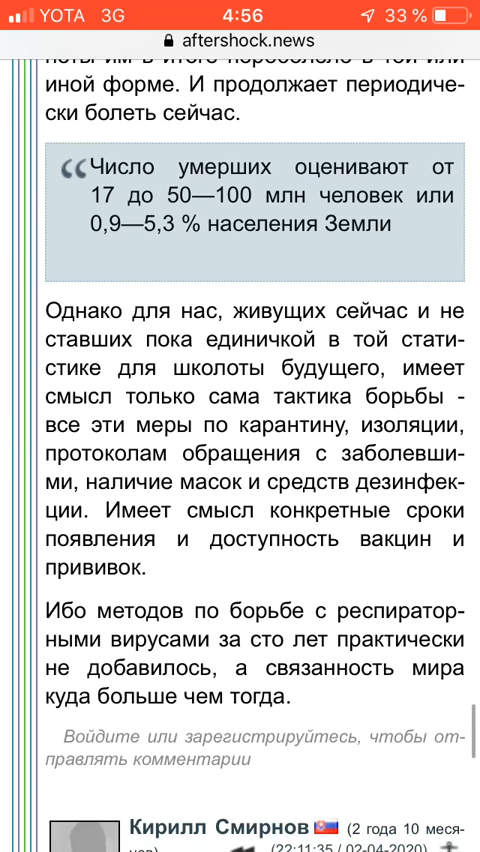 YOTA 3G 4:56 33 %
aftershock.news
иной форме. И продолжает периодиче-
ски болеть сейчас.
Число умерших оценивают от
17 до 50—100 млн человек или
0,9—5,3 % населения Земли
Однако для нас, живущих сейчас и не
ставших пока единичкой в той стати-
стике для школоты будущего, имеет
смысл только сама тактика борьбы -
все эти меры по карантину, изоляции,
протоколам обращения с заболевши-
ми, наличие масок и средств дезинфек-
ции. Имеет смысл конкретные сроки
появления и доступность вакцин и
прививок.
Ибо методов по борьбе с респиратор-
ными вирусами за сто лет практически
не добавилось, а связанность мира
куда больше чем тогда.
Войдите или зарегистрируйтесь, чтобы от-
правлять комментарии
Кирилл Смирнов (2 года 10 меся-
(22:11:35 / 02-04-2020)